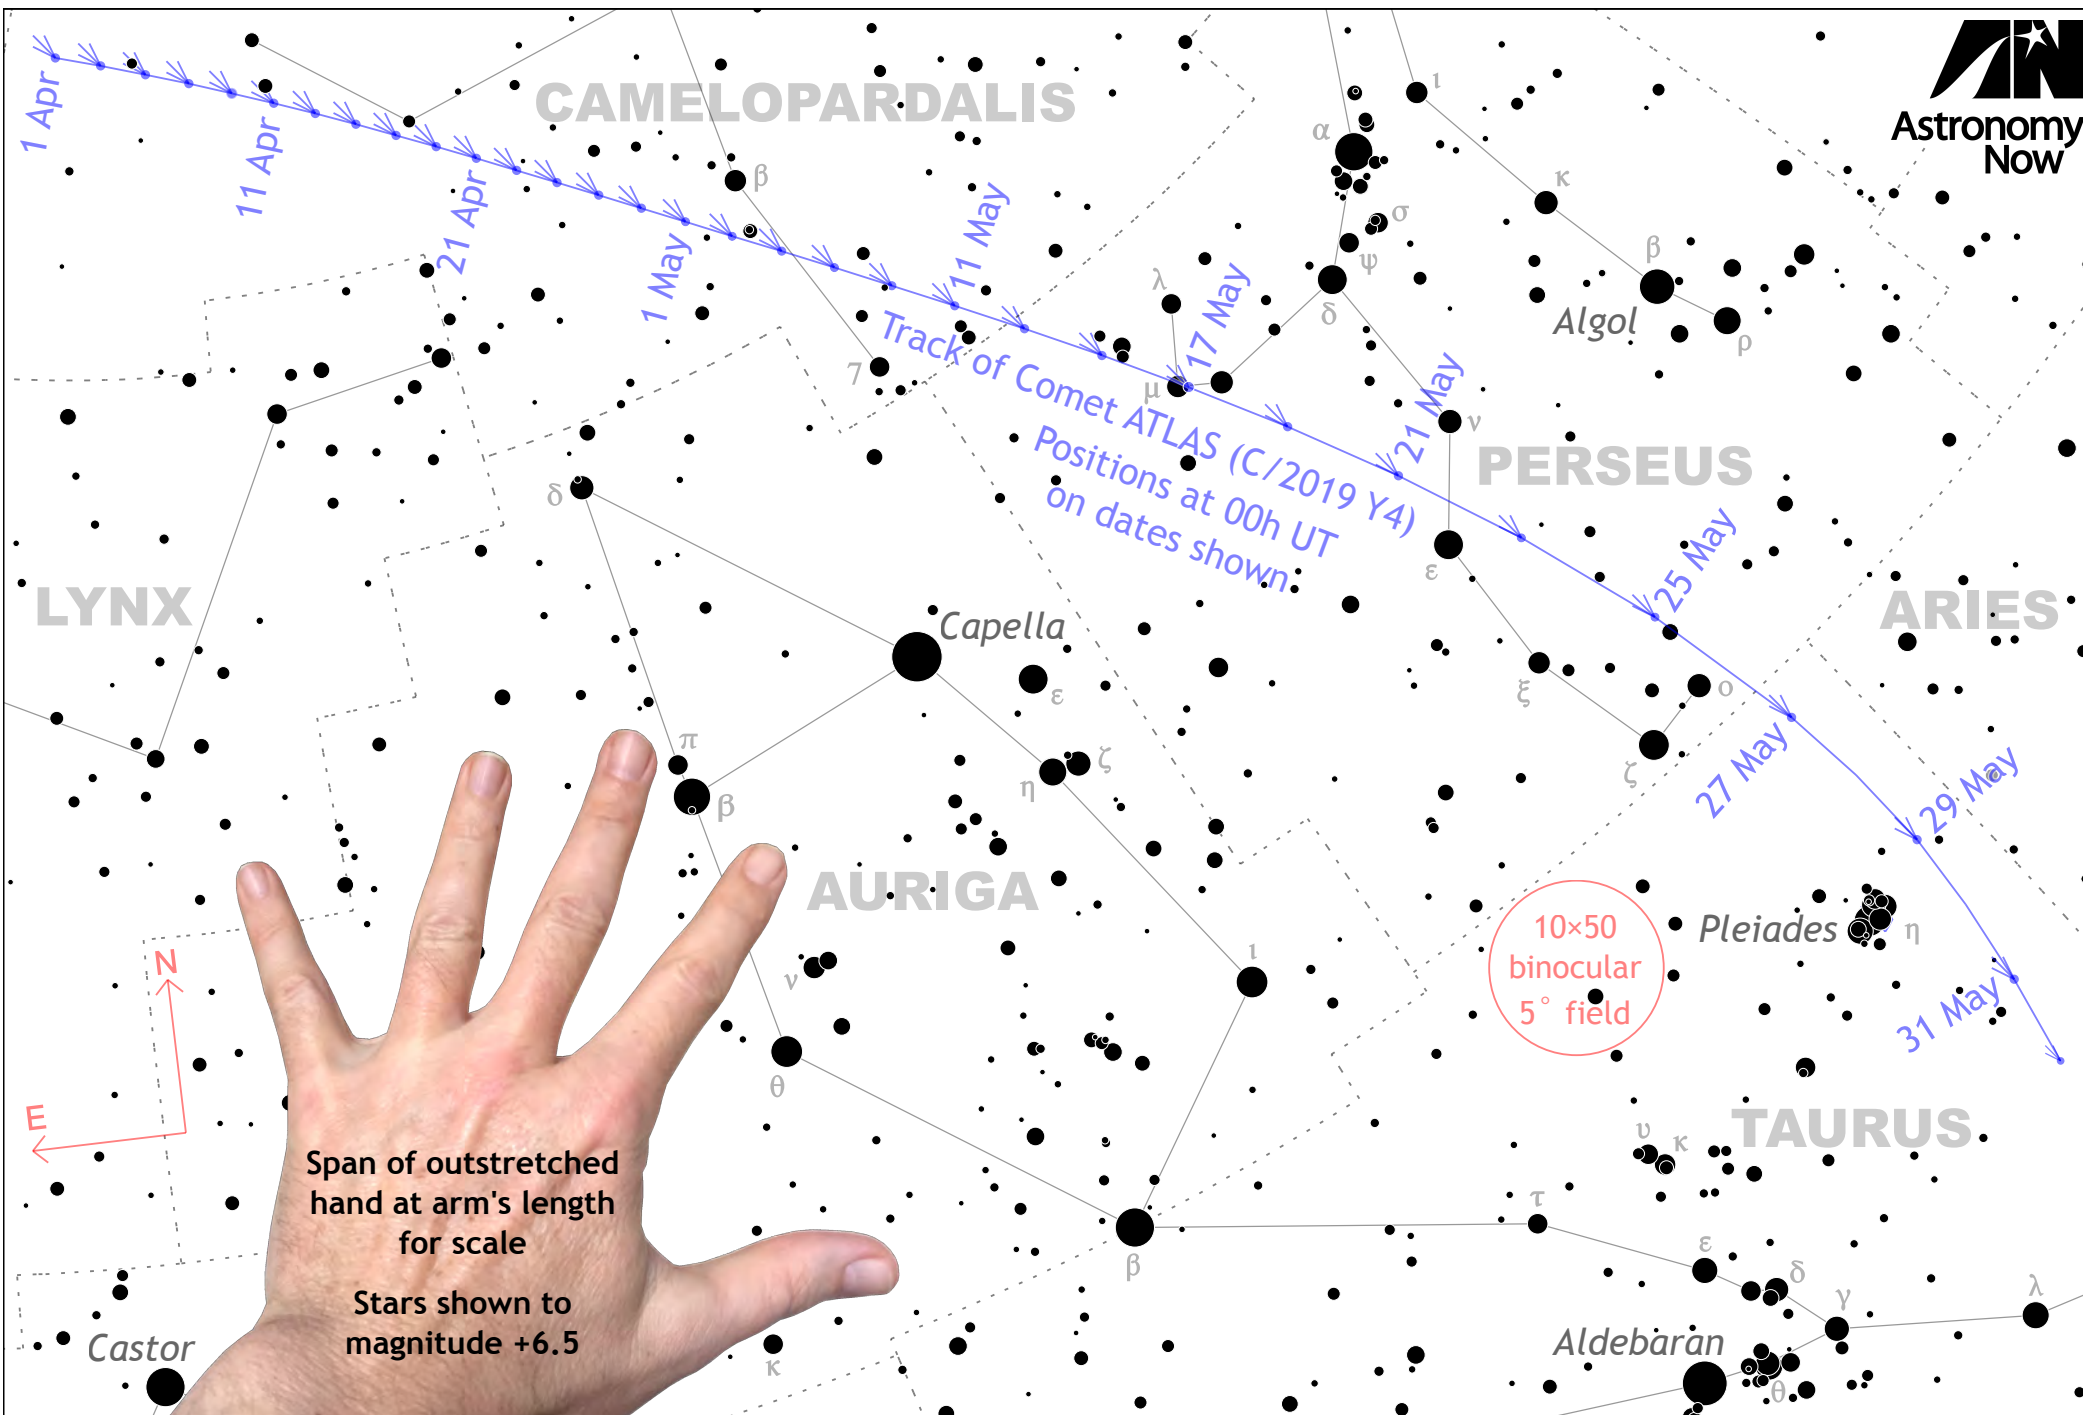 Astronomy
Now
CAMELOPARDALIS
1 Apr
11 Apr
21 Apr
1 May
11 May
17 May
21 May
25 May
27 May
29 May
31 May
Track of Comet ATLAS (C/2019 Y4)
Positions at 00h UT
on dates shown
β
7
α
σ
ψ
δ
λ
μ
ι
κ
β
Algol
ρ
ν
PERSEUS
ε
ξ
ζ
ο
ARIES
LYNX
δ
Capella
ε
π
β
η
ζ
AURIGA
ν
ι
θ
β
κ
10×50
binocular
5° field
Pleiades
η
TAURUS
υ
κ
τ
ε
δ
γ
λ
Aldebaran
θ
N
E
Span of outstretched
hand at arm's length
for scale
Stars shown to
magnitude +6.5
Castor